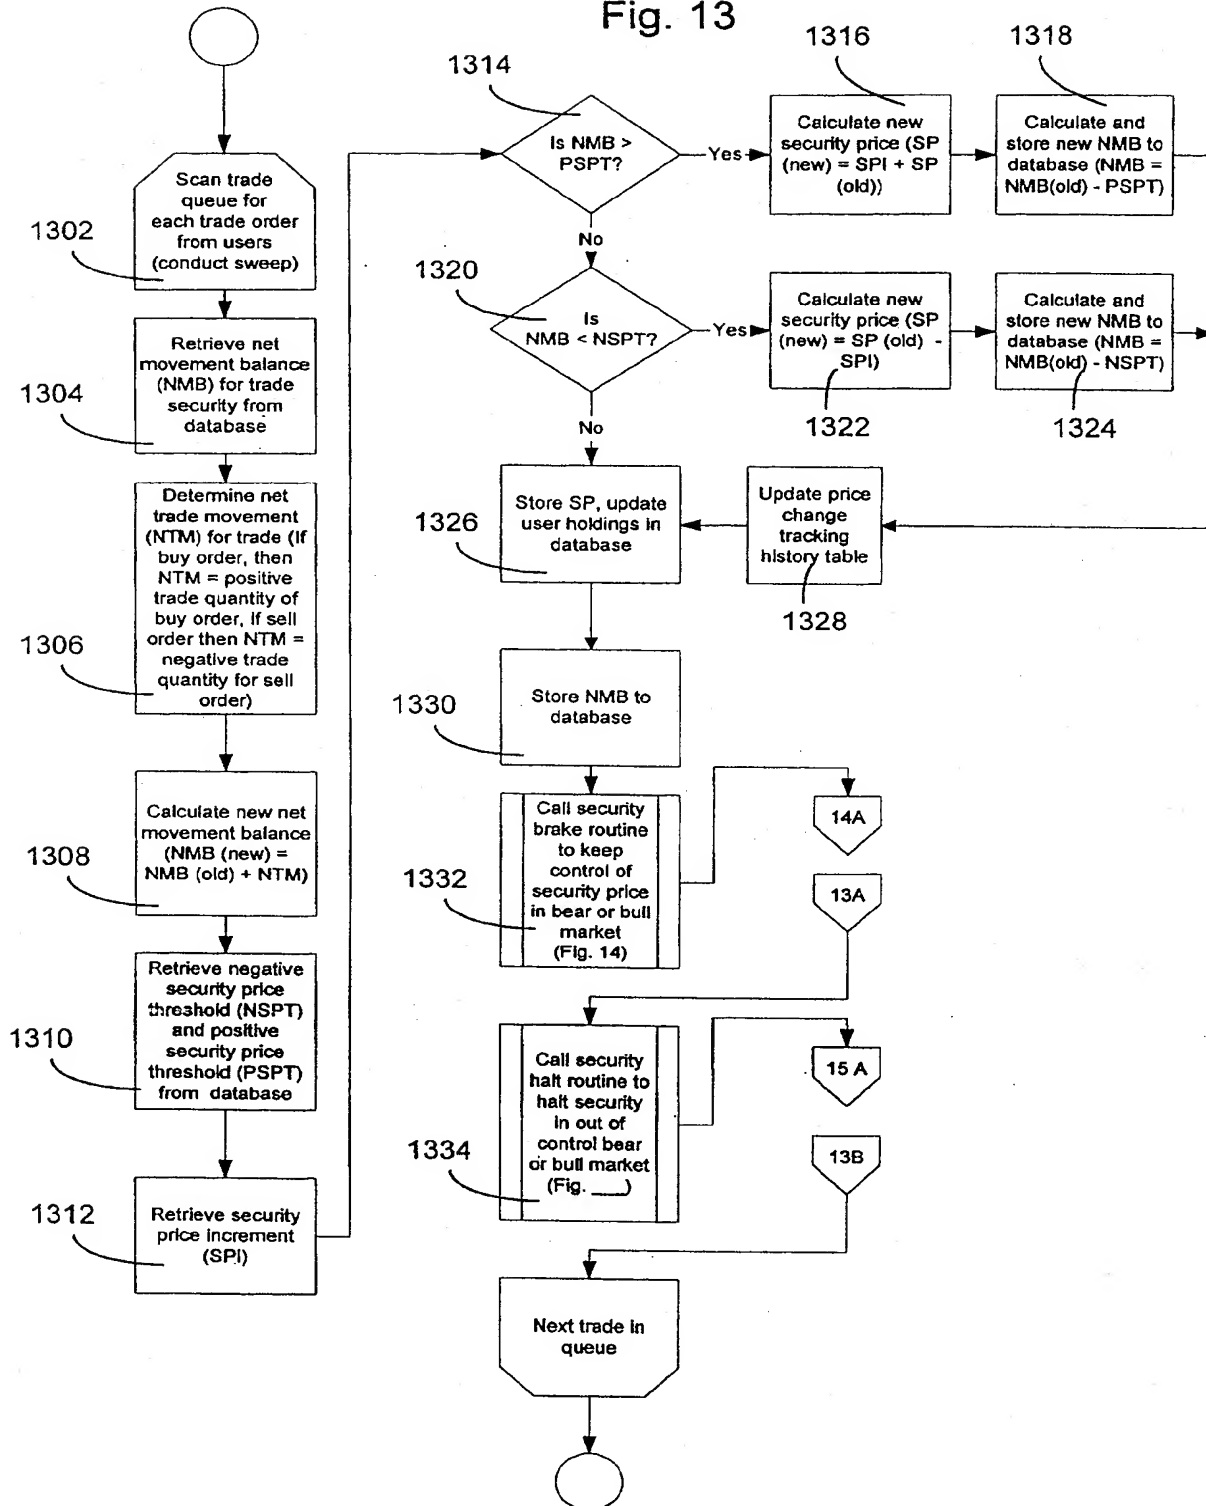 Fig. 13
1302
Scan trade
queue for
each trade order
from users
(conduct sweep)
1304
Retrieve net
movement balance
(NMB) for trade
security from
database
1306
Determine net
trade movement
(NTM) for trade (If
buy order, then
NTM = positive
trade quantity of
buy order, If sell
order then NTM =
negative trade
quantity for sell
order)
1308
Calculate new net
movement balance
(NMB (new) =
NMB (old) + NTM)
1310
Retrieve negative
security price
threshold (NSPT)
and positive
security price
threshold (PSPT)
from database
1312
Retrieve security
price increment
(SPI)
1314
Is NMB >
PSPT?
Yes
No
1316
Calculate new
security price (SP
(new) = SPI + SP
(old))
1318
Calculate and
store new NMB to
database (NMB =
NMB(old) - PSPT)
1320
Is
NMB < NSPT?
Yes
No
Calculate new
security price (SP
(new) = SP (old) -
SPI)
1322
Calculate and
store new NMB to
database (NMB =
NMB(old) - NSPT)
1324
1326
Store SP, update
user holdings in
database
Update price
change
tracking
history table
1328
1330
Store NMB to
database
1332
Call security
brake routine
to keep
control of
security price
in bear or bull
market
(Fig. 14)
14A
13A
1334
Call security
halt routine to
halt security
in out of
control bear
or bull market
(Fig. ____)
15 A
13B
Next trade in
queue